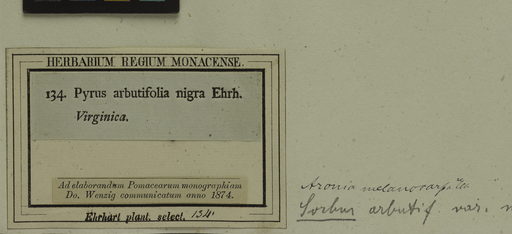 HERBARIUM REGIUM MONACENSE.
134. Pyrus arbutifolia nigra Ehrh.
Virginica.
Ad elaborandam Pomacearum monographiam
Do. Wenzig communicatum anno 1874.
Ehrhart plant. select. 134.
Aronia melanocarpa Ell.
Sorbus arbutif. var.